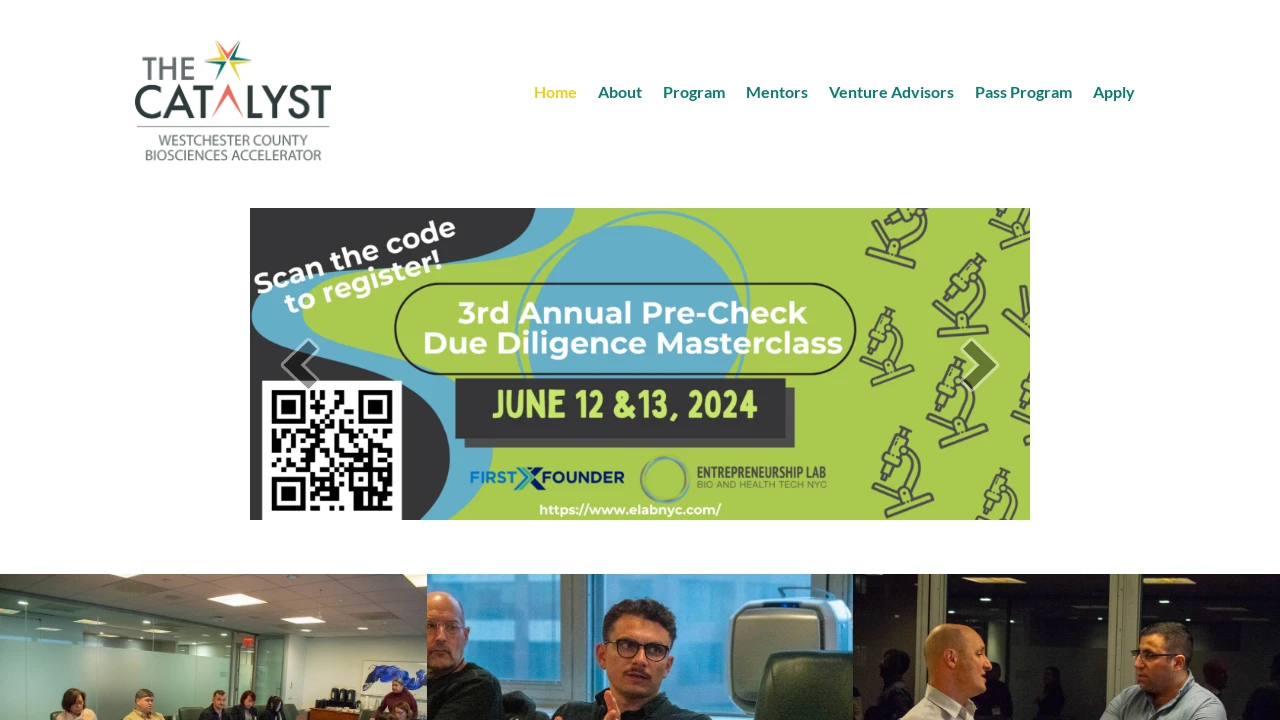 THE
CATALYST
WESTCHESTER COUNTY
BIOSCIENCES ACCELERATOR
Home About Program Mentors Venture Advisors Pass Program Apply
Scan the code
to register!
3rd Annual Pre-Check
Due Diligence Masterclass
JUNE 12 &13, 2024
FIRSTXFOUNDER
ENTREPRENEURSHIP LAB
BIO AND HEALTH TECH NYC
https://www.elabnyc.com/